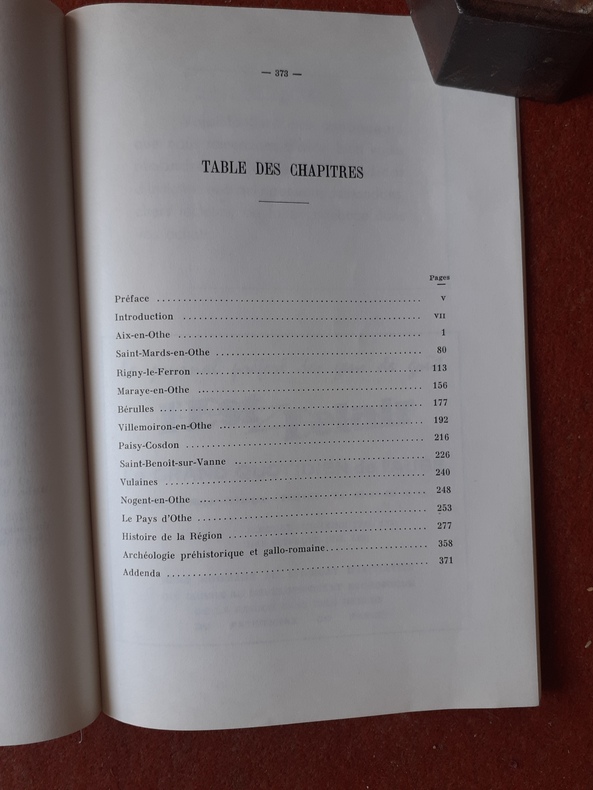 — 373 —
TABLE DES CHAPITRES
Pages
Préface ........................................ V
Introduction ........................................ VII
Aix-en-Othe ........................................ 1
Saint-Mards-en-Othe ........................................ 80
Rigny-le-Ferron ........................................ 113
Maraye-en-Othe ........................................ 156
Bérulles ........................................ 177
Villemoiron-en-Othe ........................................ 192
Paisy-Cosdon ........................................ 216
Saint-Benoit-sur-Vanne ........................................ 226
Vulaines ........................................ 240
Nogent-en-Othe ........................................ 248
Le Pays d'Othe ........................................ 253
Histoire de la Région ........................................ 277
Archéologie préhistorique et gallo-romaine .................... 358
Addenda ........................................ 371